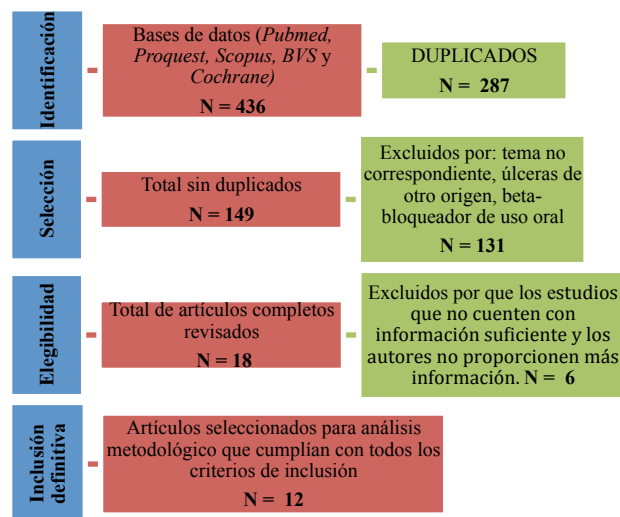 Identificación
Bases de datos (Pubmed,
Proquest, Scopus, BVS y
Cochrane)
N = 436
DUPLICADOS
N = 287
Selección
Total sin duplicados
N = 149
Excluidos por: tema no
correspondiente, úlceras de
otro origen, beta-
bloqueador de uso oral
N = 131
Elegibilidad
Total de artículos completos
revisados
N = 18
Excluidos por que los estudios
que no cuenten con
información suficiente y los
autores no proporcionen más
información. N = 6
Inclusión
definitiva
Artículos seleccionados para análisis
metodológico que cumplían con todos los
criterios de inclusión
N = 12